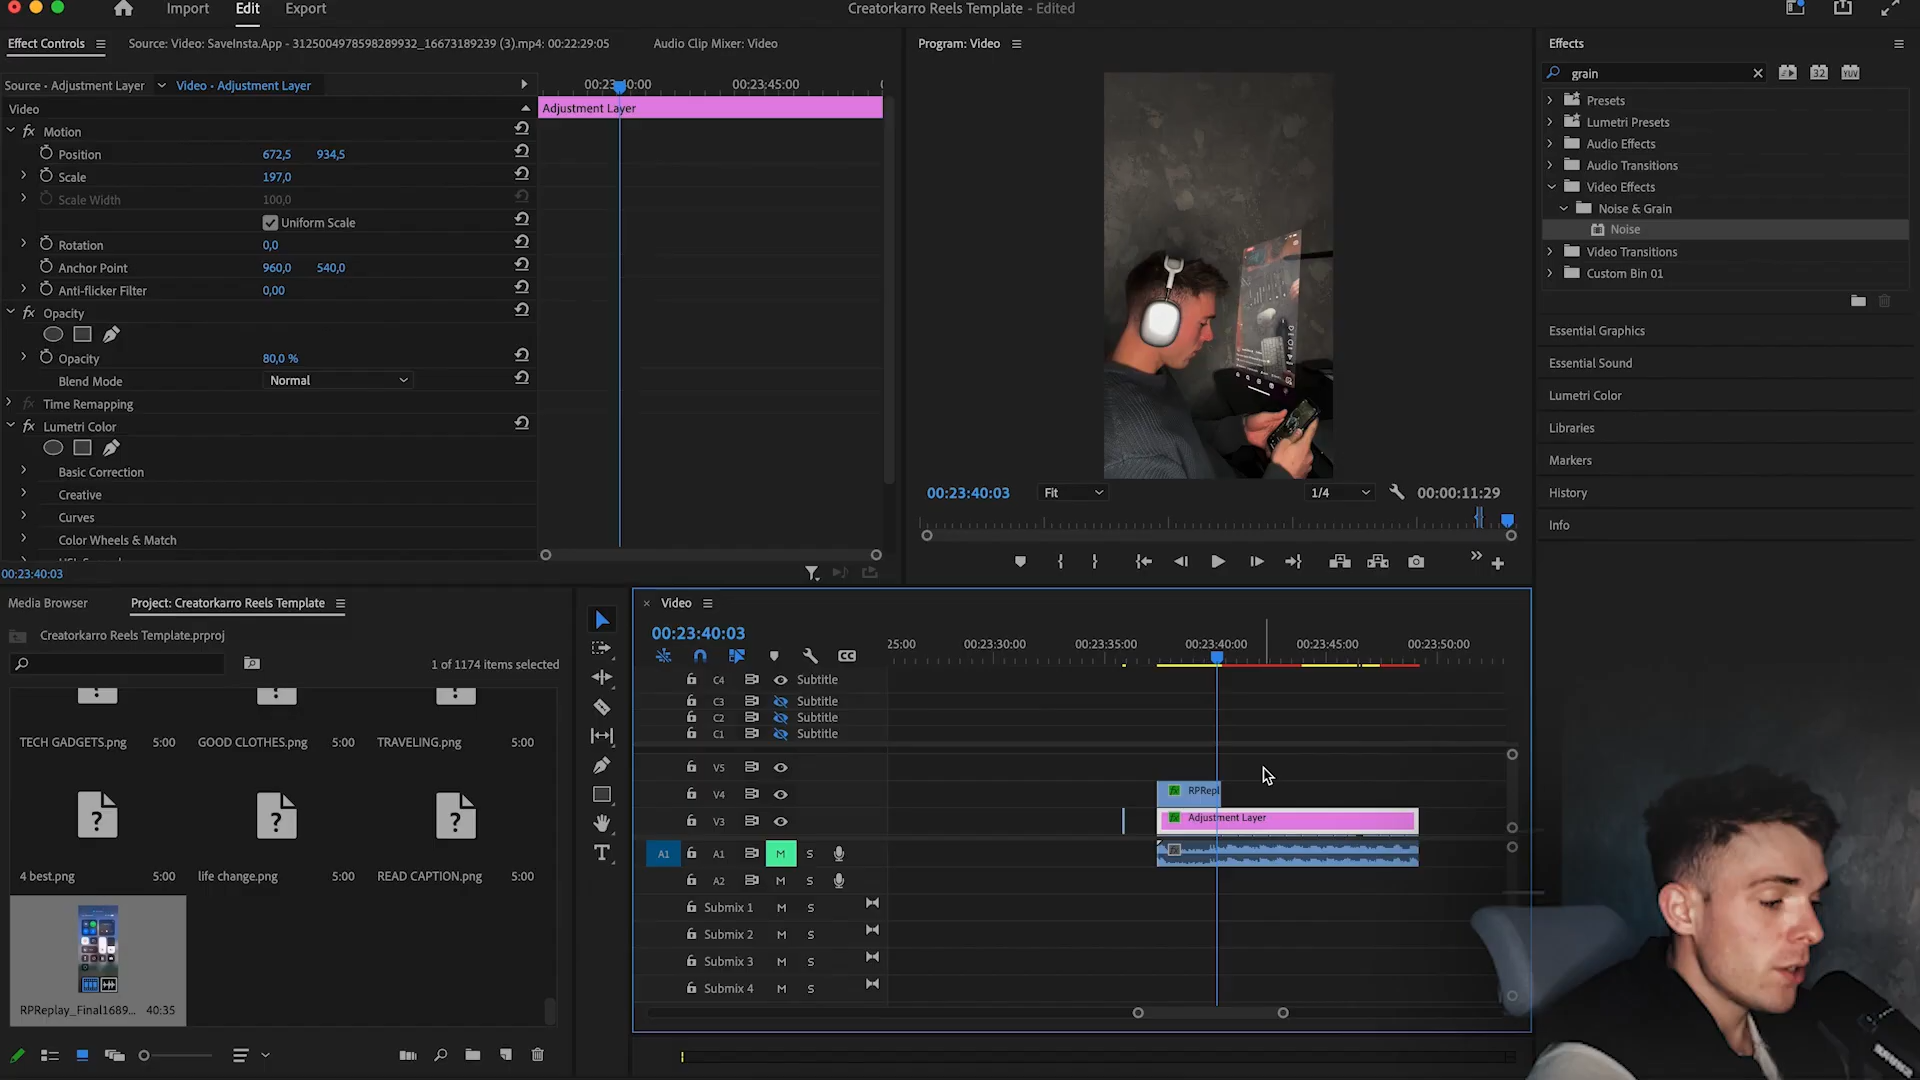 Import
Edit
Export
Creatorkarro Reels Template - Edited
Effect Controls
Source: Video: SaveInsta.App - 3125004978598289932_16673189239 (3).mp4: 00:22:29:05
Audio Clip Mixer: Video
Program: Video
Effects
Source • Adjustment Layer
Video • Adjustment Layer
00:23:40:00
00:23:45:00
grain
Video
Adjustment Layer
Presets
fx Motion
Lumetri Presets
Position 672,5 934,5
Audio Effects
Scale 197,0
Audio Transitions
Scale Width 100,0
Video Effects
Uniform Scale
Noise & Grain
Rotation 0,0
Noise
Anchor Point 960,0 540,0
Video Transitions
Anti-flicker Filter 0,00
Custom Bin 01
fx Opacity
Essential Graphics
Opacity 80,0 %
Essential Sound
Blend Mode Normal
Lumetri Color
fx Time Remapping
Libraries
fx Lumetri Color
Markers
Basic Correction
History
Creative
Info
Curves
Color Wheels & Match
00:23:40:03
Fit
1/4
00:00:11:29
00:23:40:03
Media Browser
Project: Creatorkarro Reels Template
Creatorkarro Reels Template.prproj
1 of 1174 items selected
TECH GADGETS.png 5:00
GOOD CLOTHES.png 5:00
TRAVELING.png 5:00
4 best.png 5:00
life change.png 5:00
READ CAPTION.png 5:00
RPReplay_Final1689... 40:35
Video
00:23:40:03
25:00
00:23:30:00
00:23:35:00
00:23:40:00
00:23:45:00
00:23:50:00
CC
C4 Subtitle
C3 Subtitle
C2 Subtitle
C1 Subtitle
V5
V4
RPRepl
V3
Adjustment Layer
A1 A1 M S
A2 M S
Submix 1 M S
Submix 2 M S
Submix 3 M S
Submix 4 M S